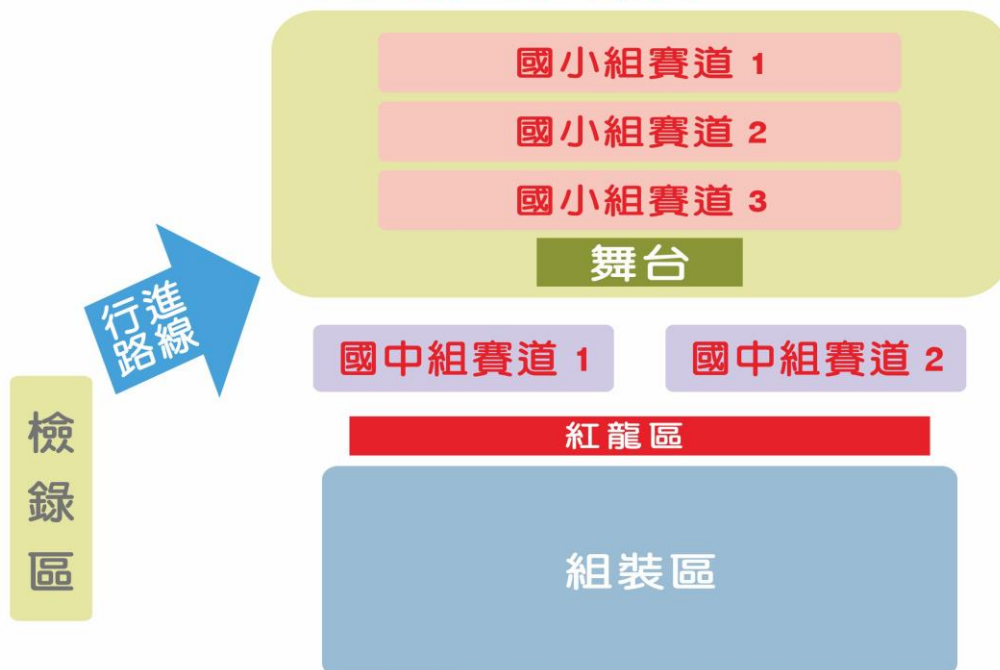 國小組賽道 1
國小組賽道 2
國小組賽道 3
舞台
行進
路線
國中組賽道 1
國中組賽道 2
紅龍區
檢
錄
區
組裝區